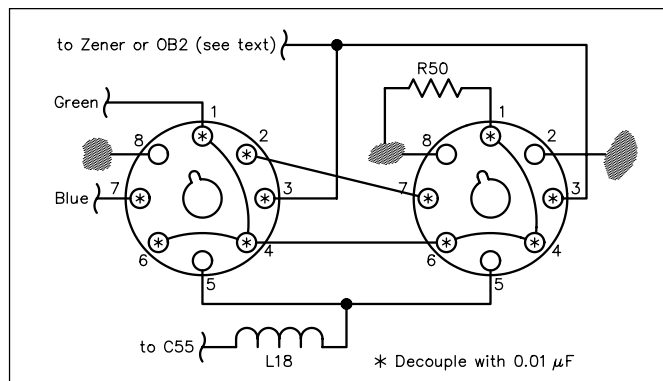 to Zener or OB2 (see text)
R50
Green
1
1
8
2
8
2
Blue
7
3
7
3
6
4
6
4
5
5
to C55
L18
* Decouple with 0.01 μF